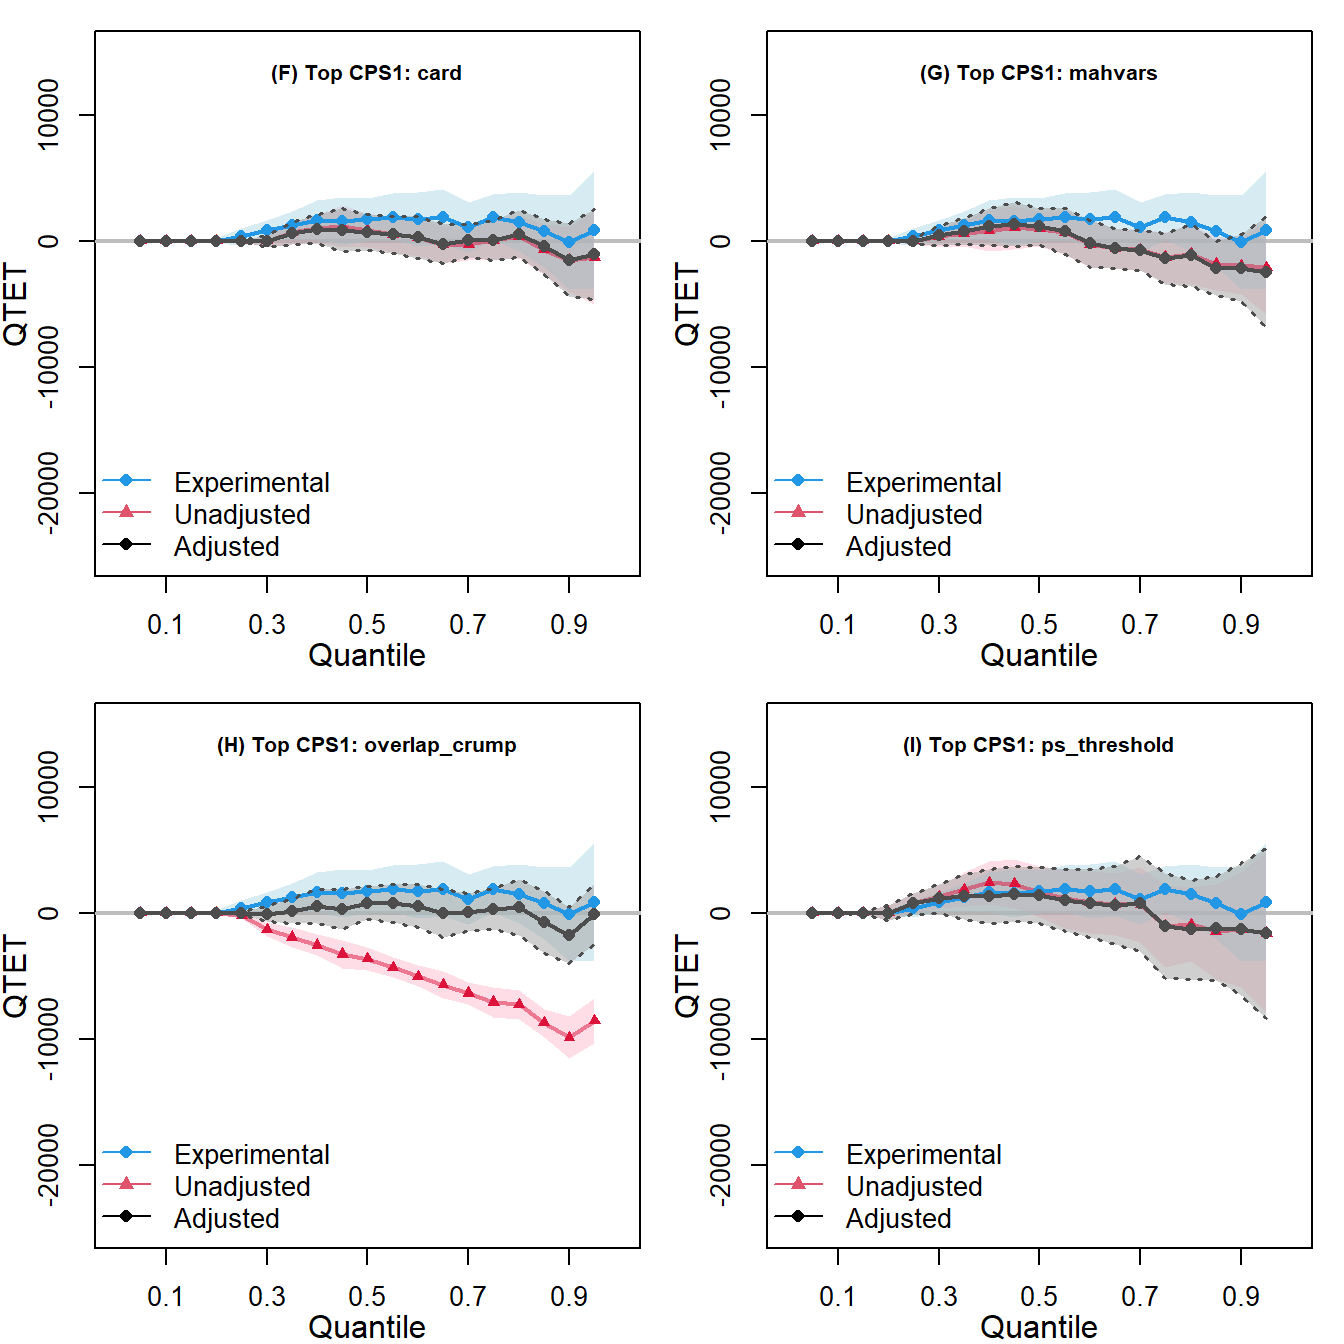 (F) Top CPS1: card
10000
0
-10000
-20000
QTET
Experimental
Unadjusted
Adjusted
0.1 0.3 0.5 0.7 0.9
Quantile
(G) Top CPS1: mahvars
10000
0
-10000
-20000
QTET
Experimental
Unadjusted
Adjusted
0.1 0.3 0.5 0.7 0.9
Quantile
(H) Top CPS1: overlap_crump
10000
0
-10000
-20000
QTET
Experimental
Unadjusted
Adjusted
0.1 0.3 0.5 0.7 0.9
Quantile
(I) Top CPS1: ps_threshold
10000
0
-10000
-20000
QTET
Experimental
Unadjusted
Adjusted
0.1 0.3 0.5 0.7 0.9
Quantile